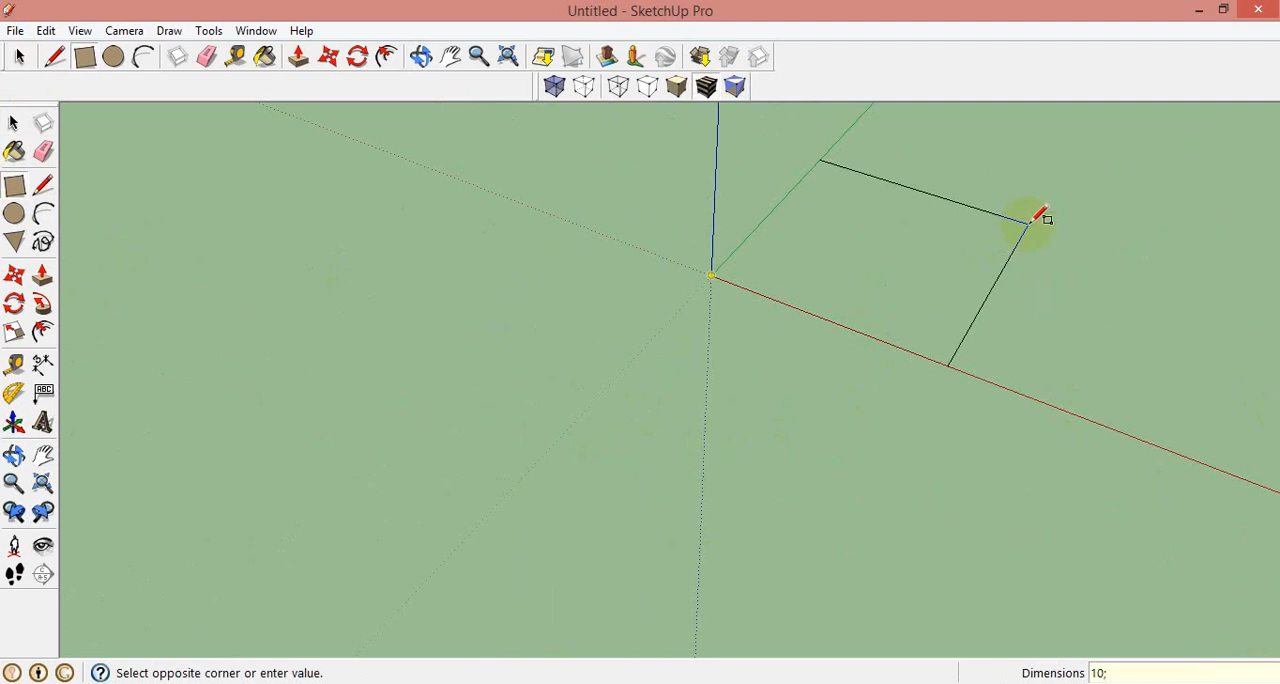 Untitled - SketchUp Pro
File Edit View Camera Draw Tools Window Help
ABC
A
Select opposite corner or enter value.
Dimensions 10;